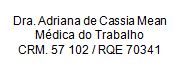 Dra. Adriana de Cassia Mean
Médica do Trabalho
CRM. 57 102 / RQE 70341